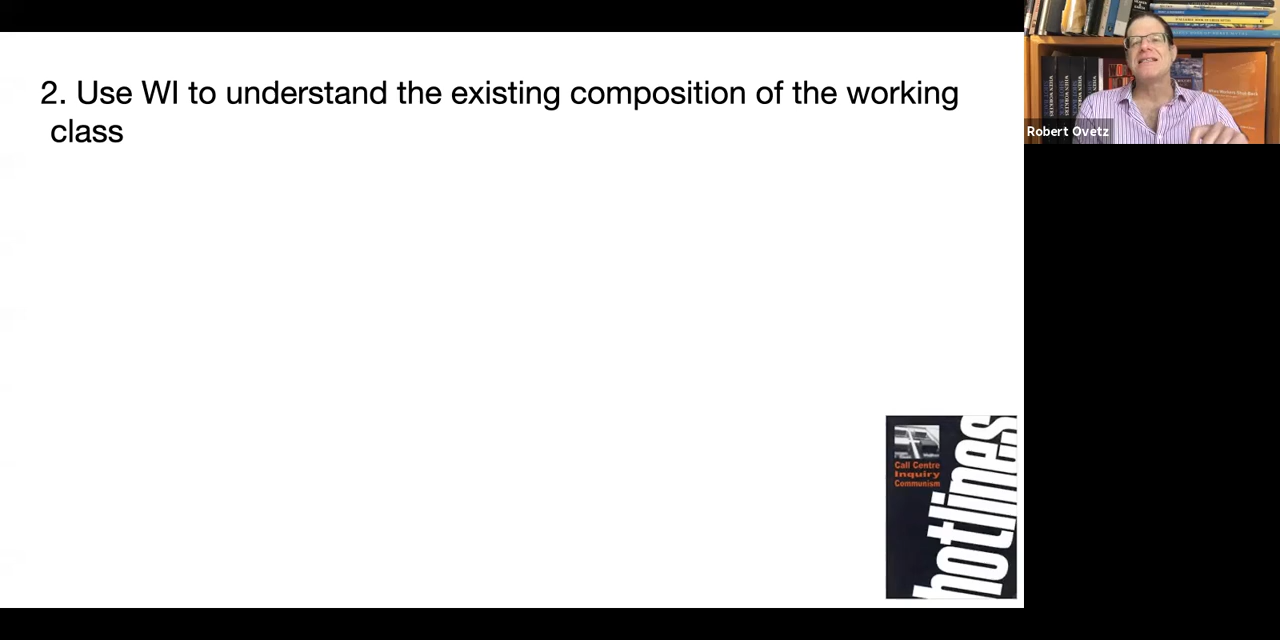 2. Use WI to understand the existing composition of the working
class
Robert Ovetz
Call Centre
Inquiry
Communism
hotlines